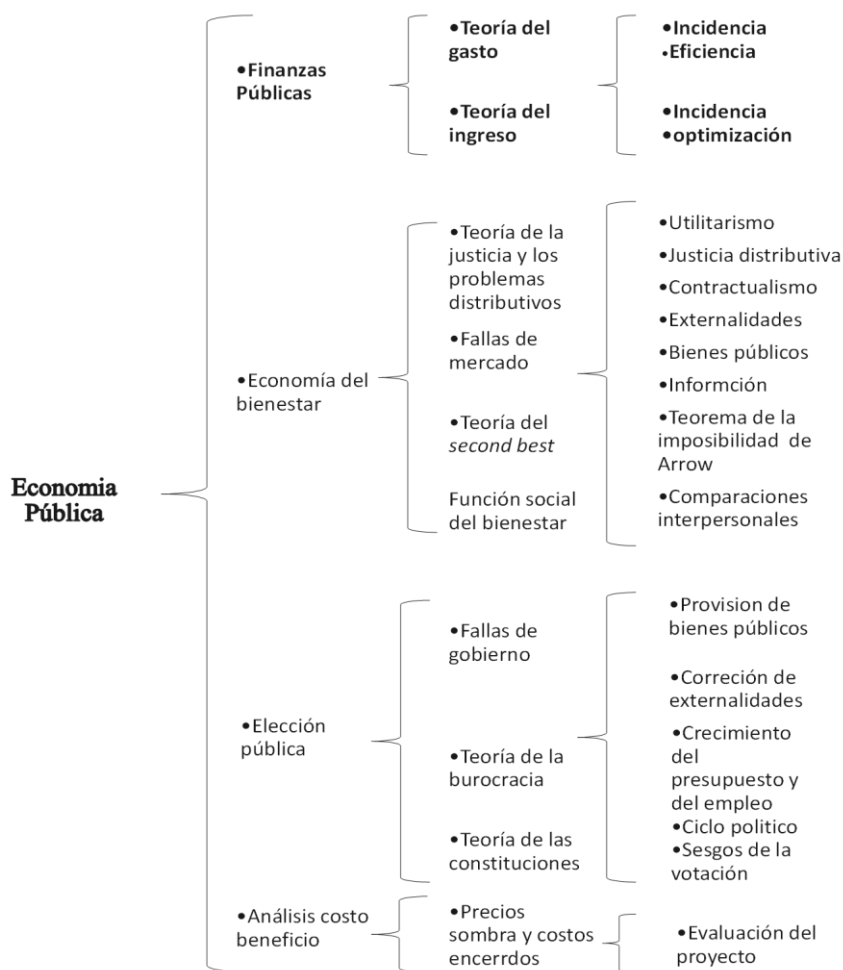 •Teoría del
gasto
•Incidencia
•Eficiencia
•Finanzas
Públicas
•Teoría del
ingreso
•Incidencia
•optimización
•Teoría de la
justicia y los
problemas
distributivos
•Fallas de
mercado
•Economía del
bienestar
•Teoría del
second best
Función social
del bienestar
•Utilitarismo
•Justicia distributiva
•Contractualismo
•Externalidades
•Bienes públicos
•Informción
•Teorema de la
imposibilidad de
Arrow
•Comparaciones
interpersonales
Economia
Pública
•Fallas de
gobierno
•Elección
pública
•Teoría de la
burocracia
•Teoría de las
constituciones
•Provision de
bienes públicos
•Correción de
externalidades
•Crecimiento
del
presupuesto y
del empleo
•Ciclo politico
•Sesgos de la
votación
•Análisis costo
beneficio
•Precios
sombra y costos
encerrdos
•Evaluación del
proyecto